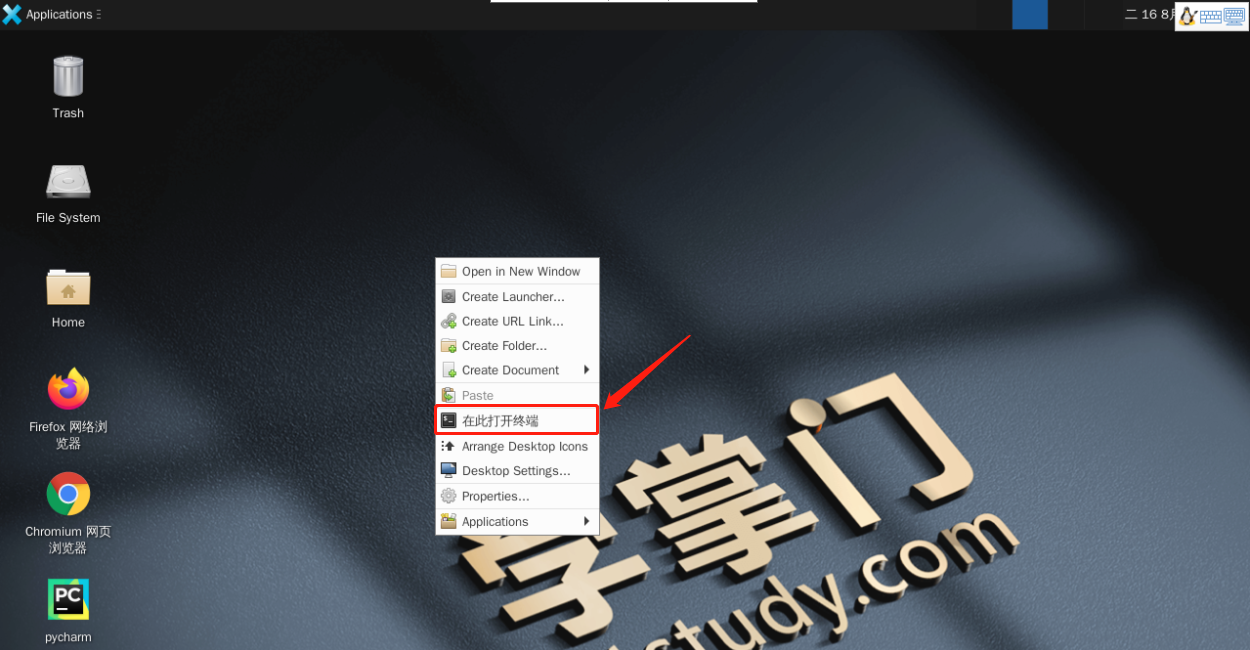 Applications
二 16 8月
Trash
File System
Home
Firefox 网络浏
览器
Chromium 网页
浏览器
PC
pycharm
Open in New Window
Create Launcher...
Create URL Link...
Create Folder...
Create Document
Paste
在此打开终端
Arrange Desktop Icons
Desktop Settings...
Properties...
Applications
学掌门
study.com